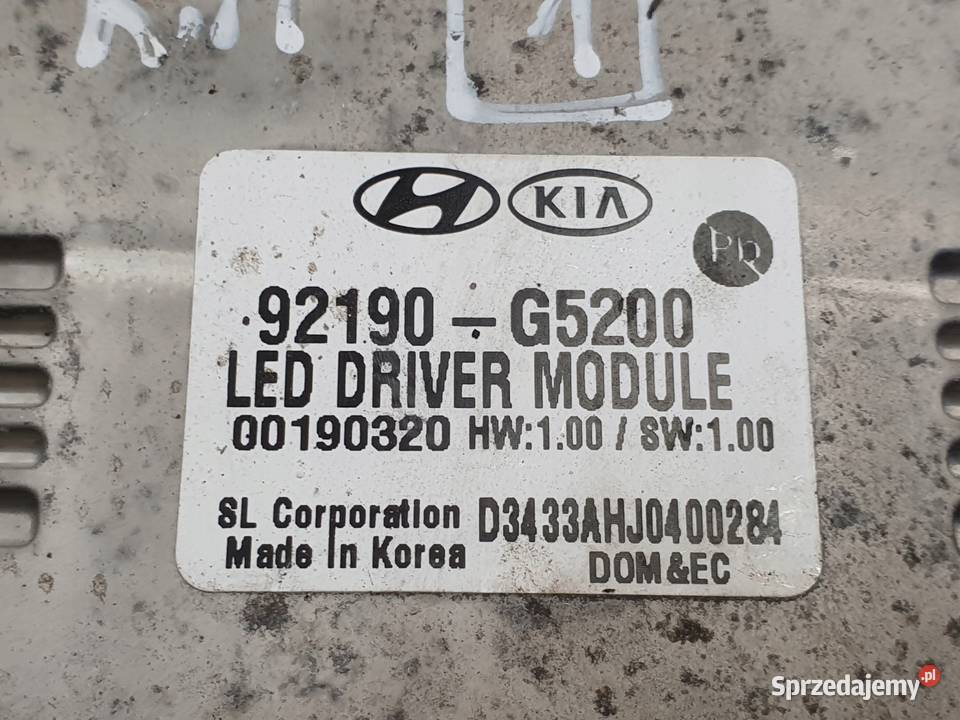 KIA
PD
92190-G5200
LED DRIVER MODULE
00190320 HW:1.00 / SW:1.00
SL Corporation D3433AHJ0400284
Made In Korea DOM&EC
Sprzedajemy.pl